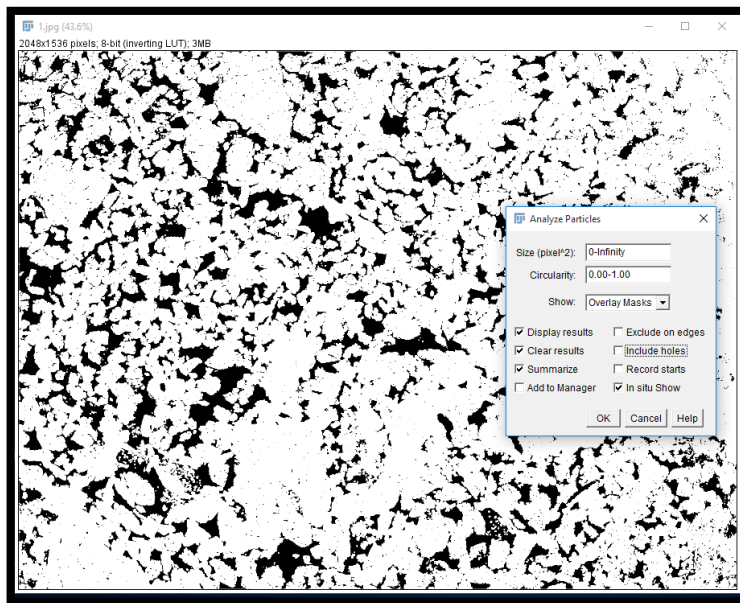 1.jpg (43.6%)
2048x1536 pixels; 8-bit (inverting LUT); 3MB
Analyze Particles
Size (pixel^2): 0-Infinity
Circularity: 0.00-1.00
Show: Overlay Masks
Display results Exclude on edges
Clear results Include holes
Summarize Record starts
Add to Manager In situ Show
OK Cancel Help